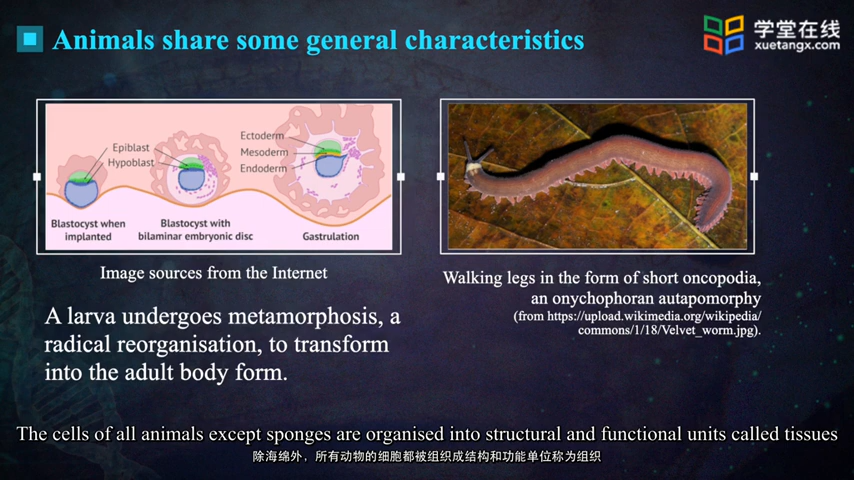 Animals share some general characteristics
学堂在线
xuetangx.com
Epiblast
Hypoblast
Ectoderm
Mesoderm
Endoderm
Blastocyst when
implanted
Blastocyst with
bilaminar embryonic disc
Gastrulation
Image sources from the Internet
A larva undergoes metamorphosis, a
radical reorganisation, to transform
into the adult body form.
Walking legs in the form of short oncopodia,
an onychophoran autapomorphy
(from https://upload.wikimedia.org/wikipedia/
commons/1/18/Velvet_worm.jpg).
The cells of all animals except sponges are organised into structural and functional units called tissues
除海绵外，所有动物的细胞都被组织成结构和功能单位称为组织